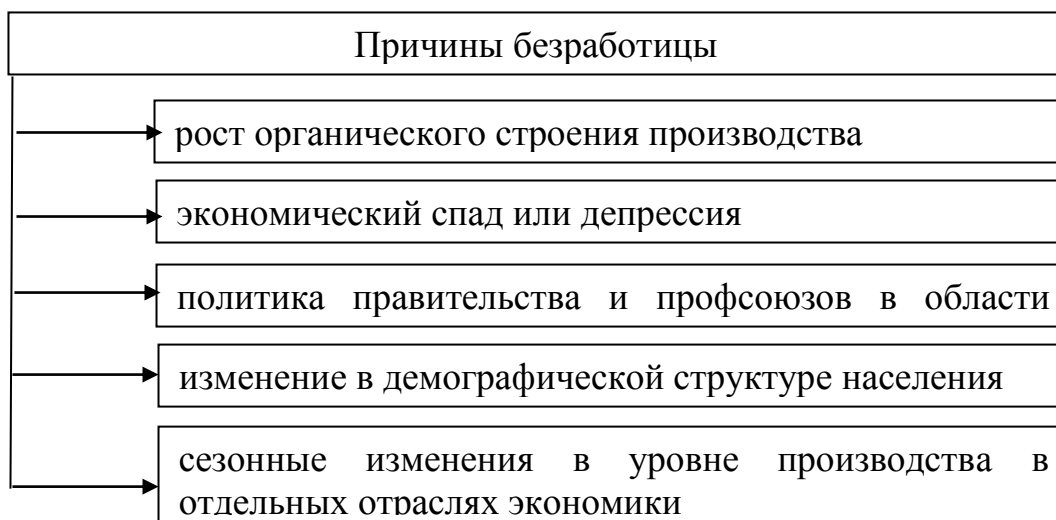 Причины безработицы
рост органического строения производства
экономический спад или депрессия
политика правительства и профсоюзов в области
изменение в демографической структуре населения
сезонные изменения в уровне производства в
отдельных отраслях экономики